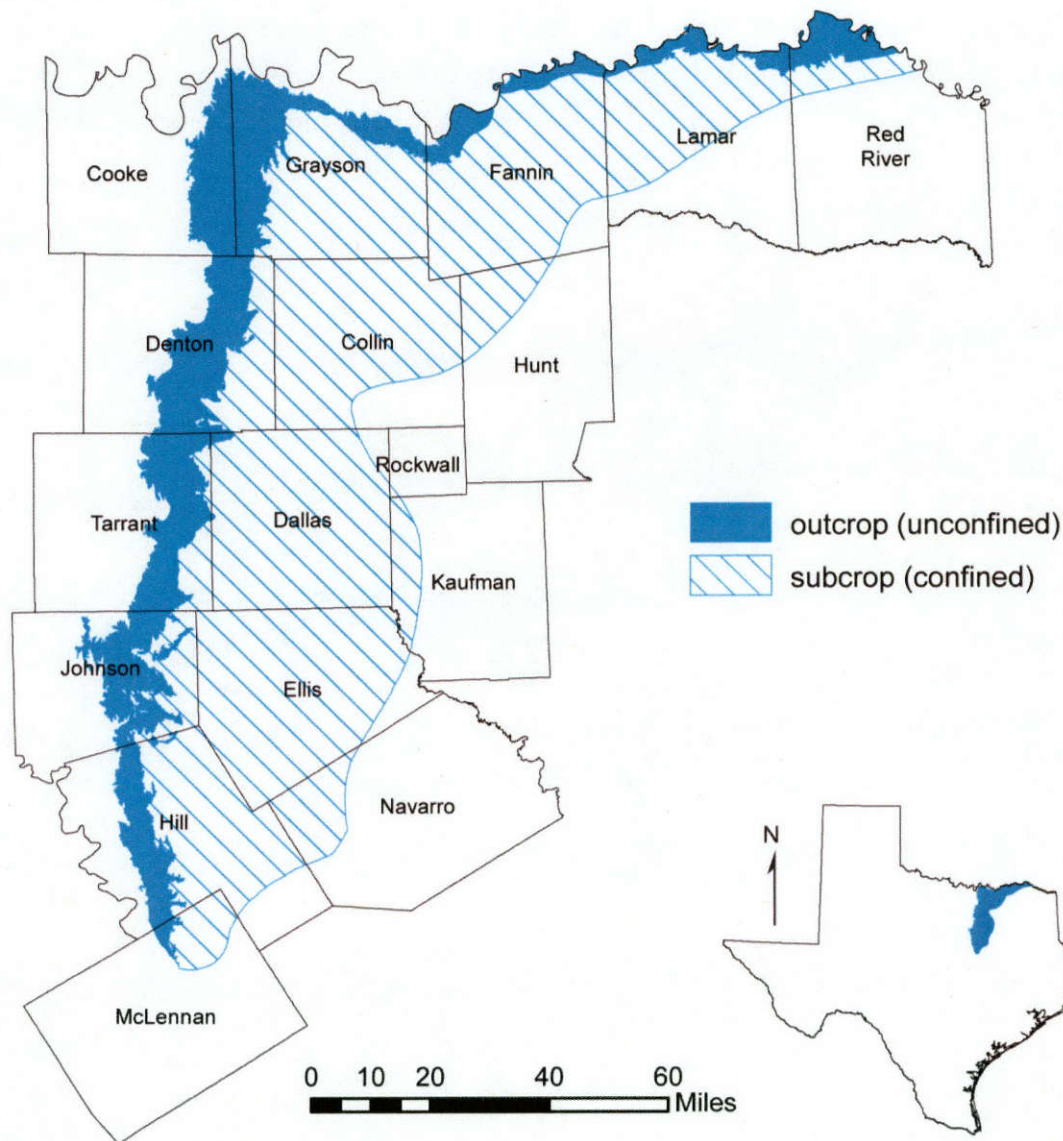 Cooke
Grayson
Fannin
Lamar
Red
River
Denton
Collin
Hunt
Tarrant
Dallas
Rockwall
Kaufman
Johnson
Ellis
Hill
Navarro
McLennan
outcrop (unconfined)
subcrop (confined)
N
0 10 20 40 60
Miles